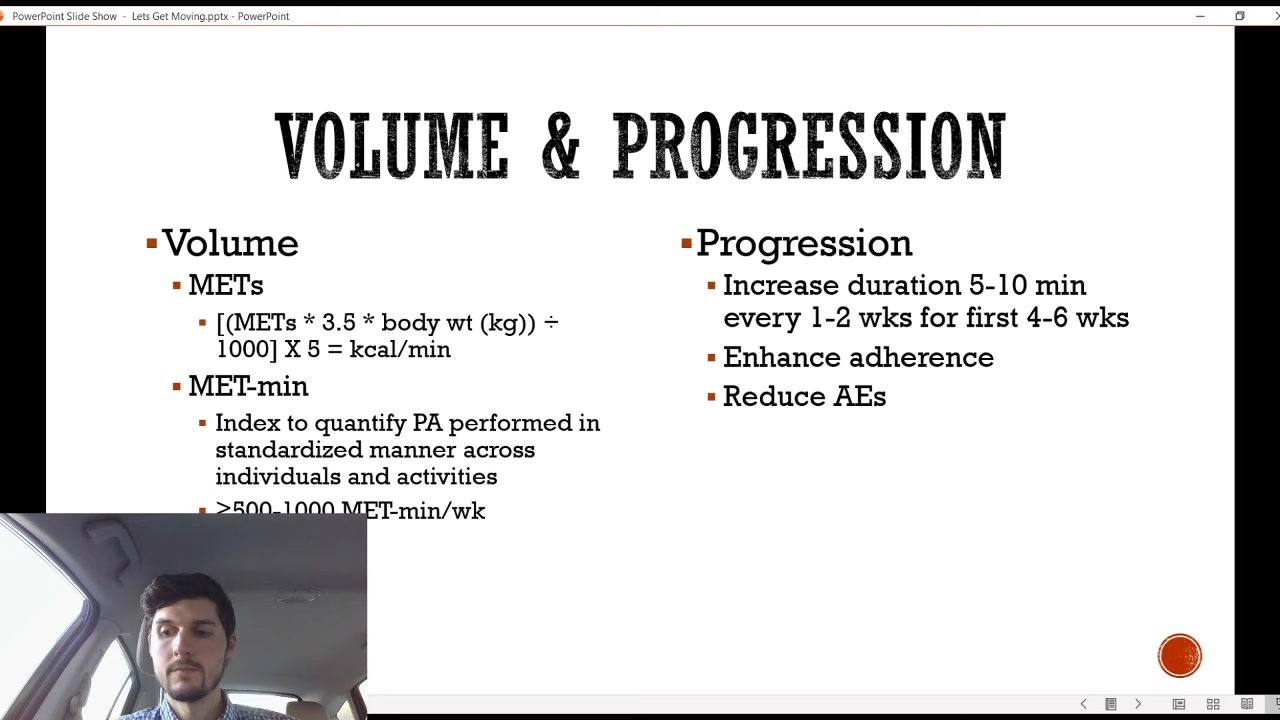 PowerPoint Slide Show - Lets Get Moving.pptx - PowerPoint
VOLUME & PROGRESSION
Volume
METs
[(METs * 3.5 * body wt (kg)) ÷
1000] X 5 = kcal/min
MET-min
Index to quantify PA performed in
standardized manner across
individuals and activities
≥500-1000 MET-min/wk
Progression
Increase duration 5-10 min
every 1-2 wks for first 4-6 wks
Enhance adherence
Reduce AEs